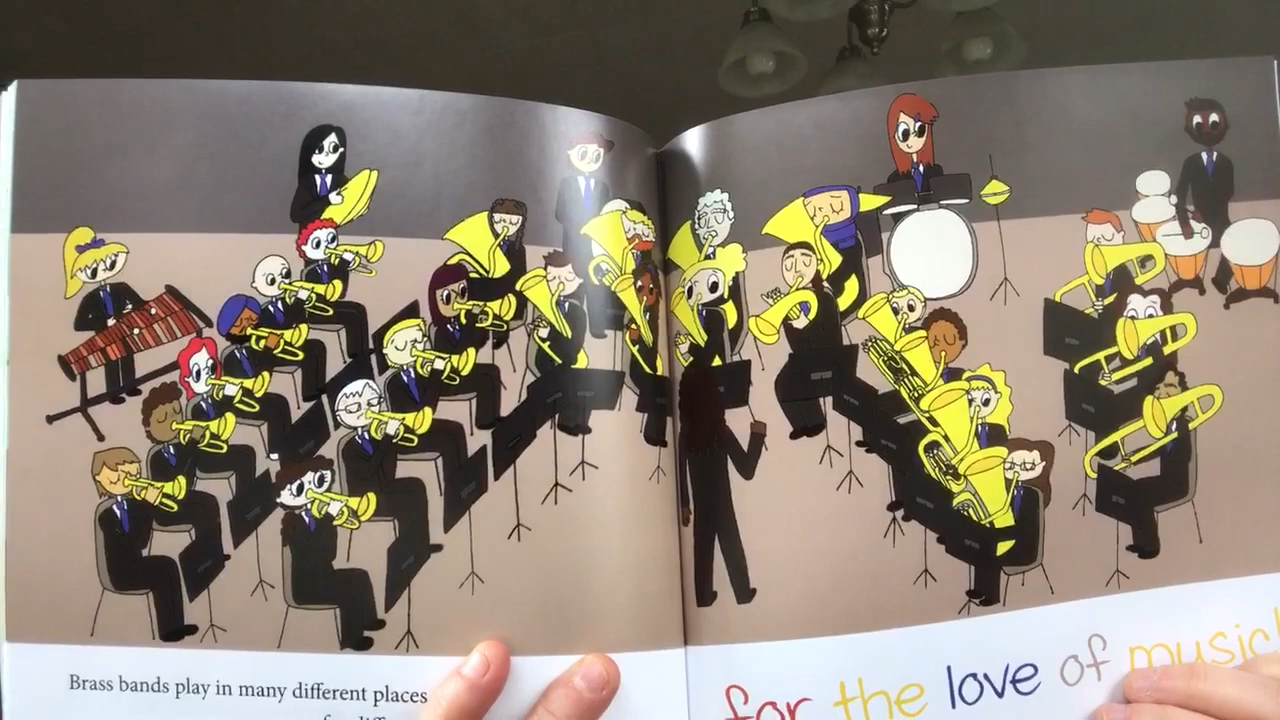 Brass bands play in many different places
for the love of music!